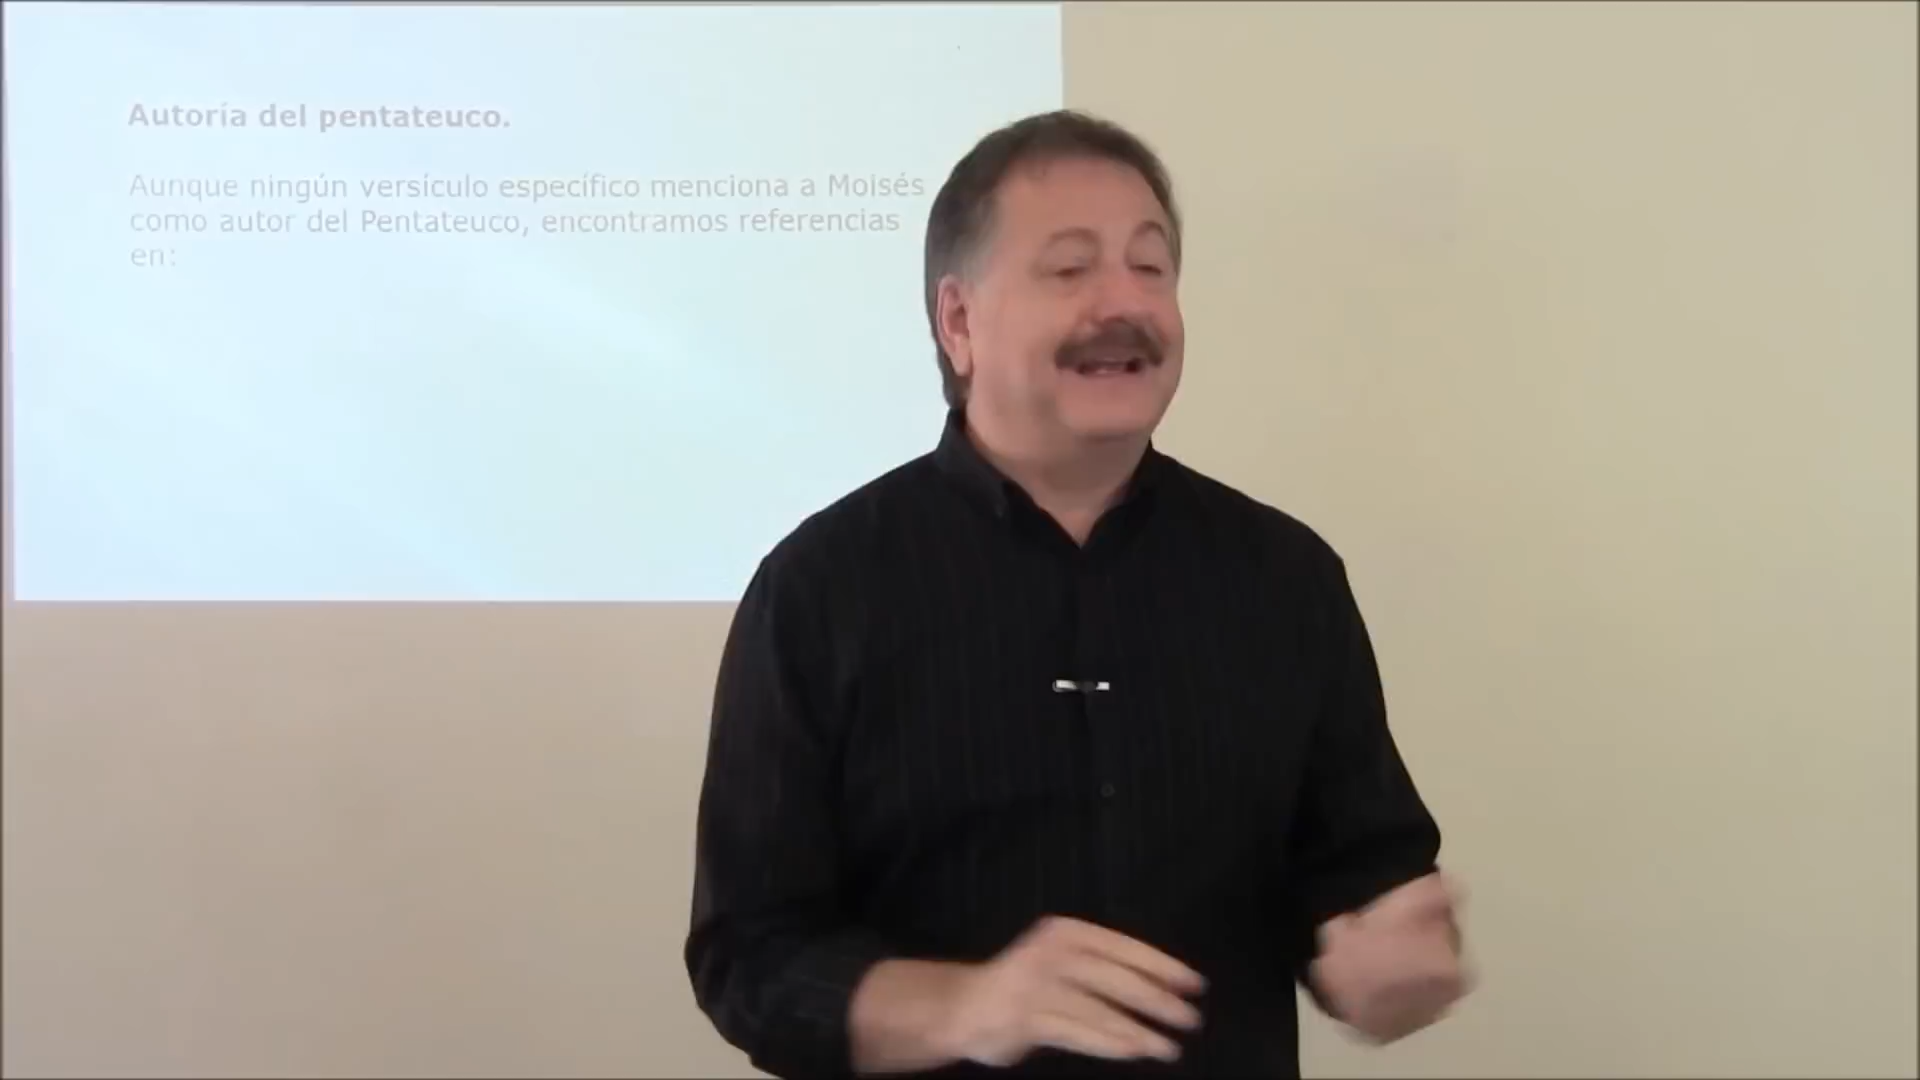 Autoría del pentateuco.
Aunque ningún versículo específico menciona a Moisés
como autor del Pentateuco, encontramos referencias
en: